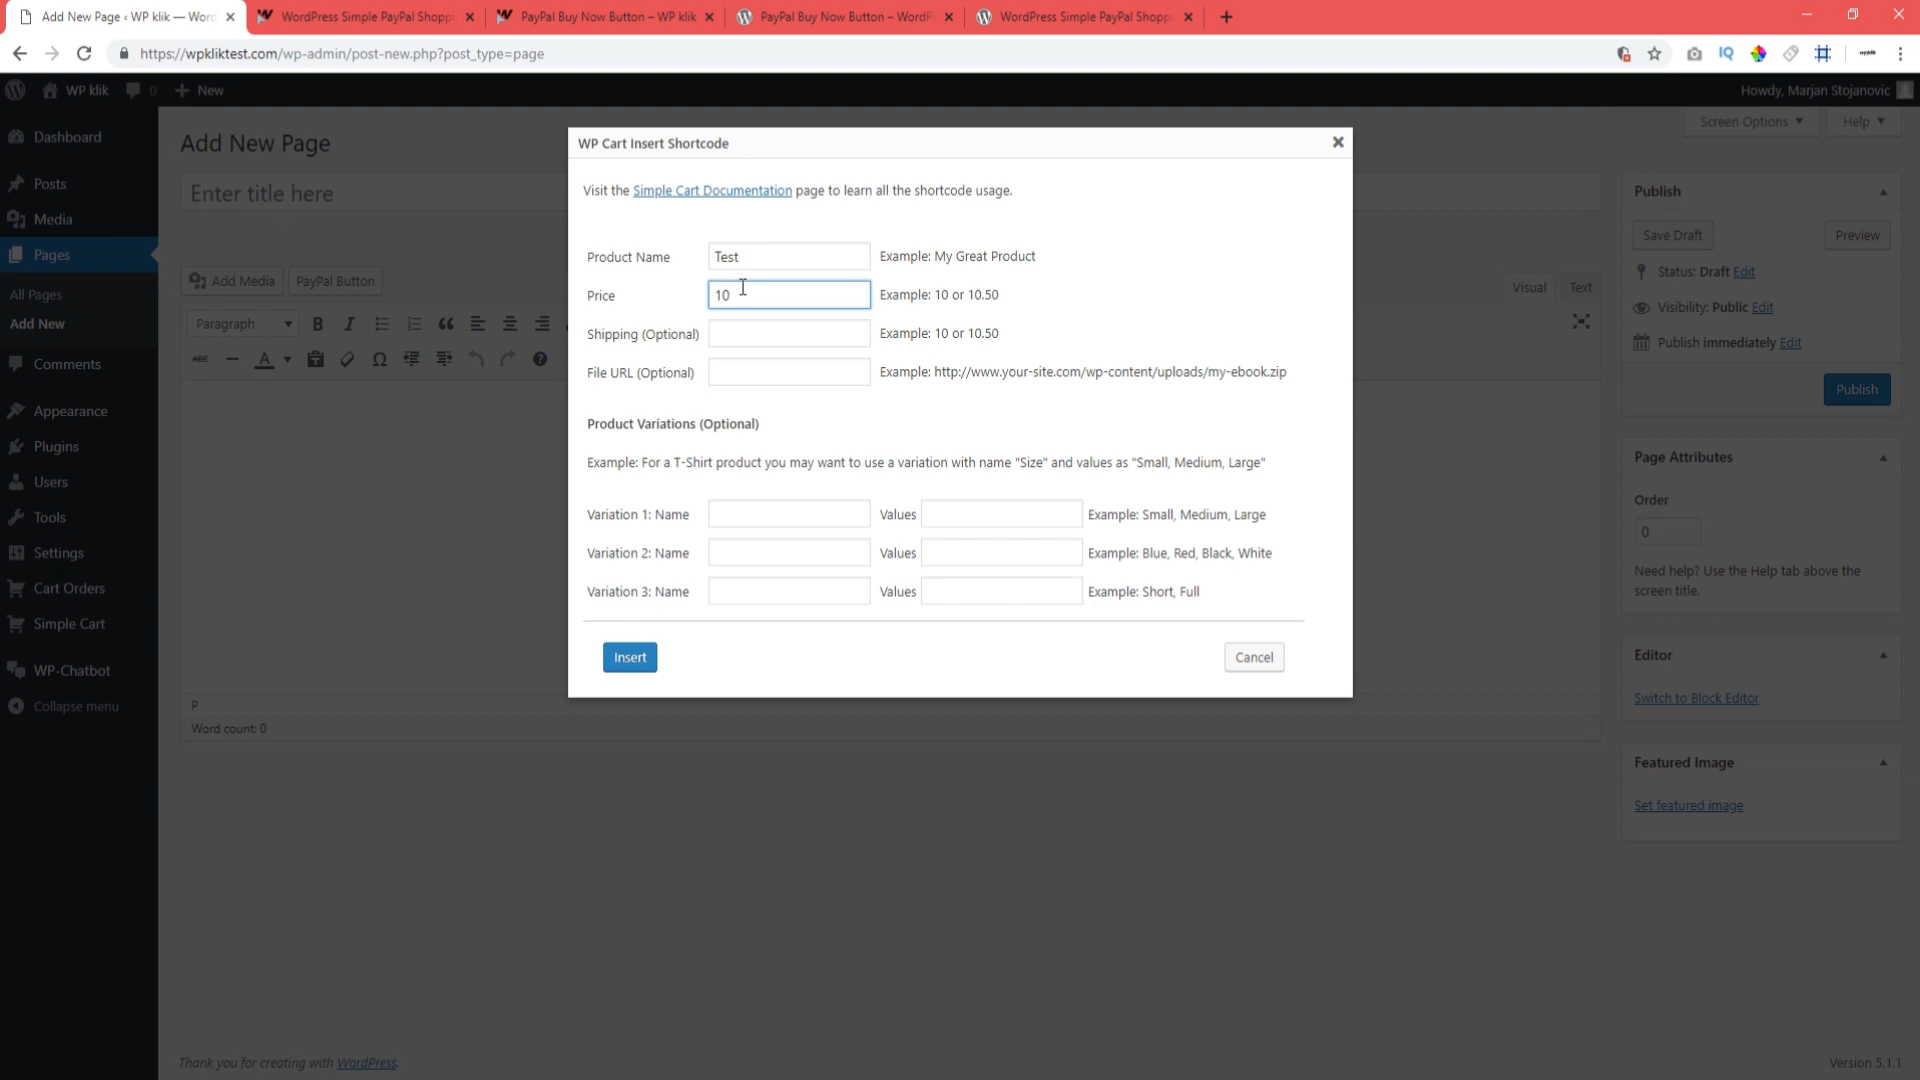 Add New Page ‹ WP klik — Word
WordPress Simple PayPal Shoppi
PayPal Buy Now Button – WP klik
PayPal Buy Now Button – WordP
WordPress Simple PayPal Shoppi
https://wpkliktest.com/wp-admin/post-new.php?post_type=page
WP klik
0
New
Howdy, Marjan Stojanovic
Dashboard
Posts
Media
Pages
All Pages
Add New
Comments
Appearance
Plugins
Users
Tools
Settings
Cart Orders
Simple Cart
WP-Chatbot
Collapse menu
Add New Page
Screen Options
Help
Enter title here
Add Media
PayPal Button
Visual
Text
Paragraph
P
Word count: 0
WP Cart Insert Shortcode
Visit the Simple Cart Documentation page to learn all the shortcode usage.
Product Name Test Example: My Great Product
Price 10 Example: 10 or 10.50
Shipping (Optional) Example: 10 or 10.50
File URL (Optional) Example: http://www.your-site.com/wp-content/uploads/my-ebook.zip
Product Variations (Optional)
Example: For a T-Shirt product you may want to use a variation with name "Size" and values as "Small, Medium, Large"
Variation 1: Name Values Example: Small, Medium, Large
Variation 2: Name Values Example: Blue, Red, Black, White
Variation 3: Name Values Example: Short, Full
Insert
Cancel
Publish
Save Draft
Preview
Status: Draft Edit
Visibility: Public Edit
Publish immediately Edit
Publish
Page Attributes
Order
0
Need help? Use the Help tab above the
screen title.
Editor
Switch to Block Editor
Featured Image
Set featured image
Thank you for creating with WordPress.
Version 5.1.1